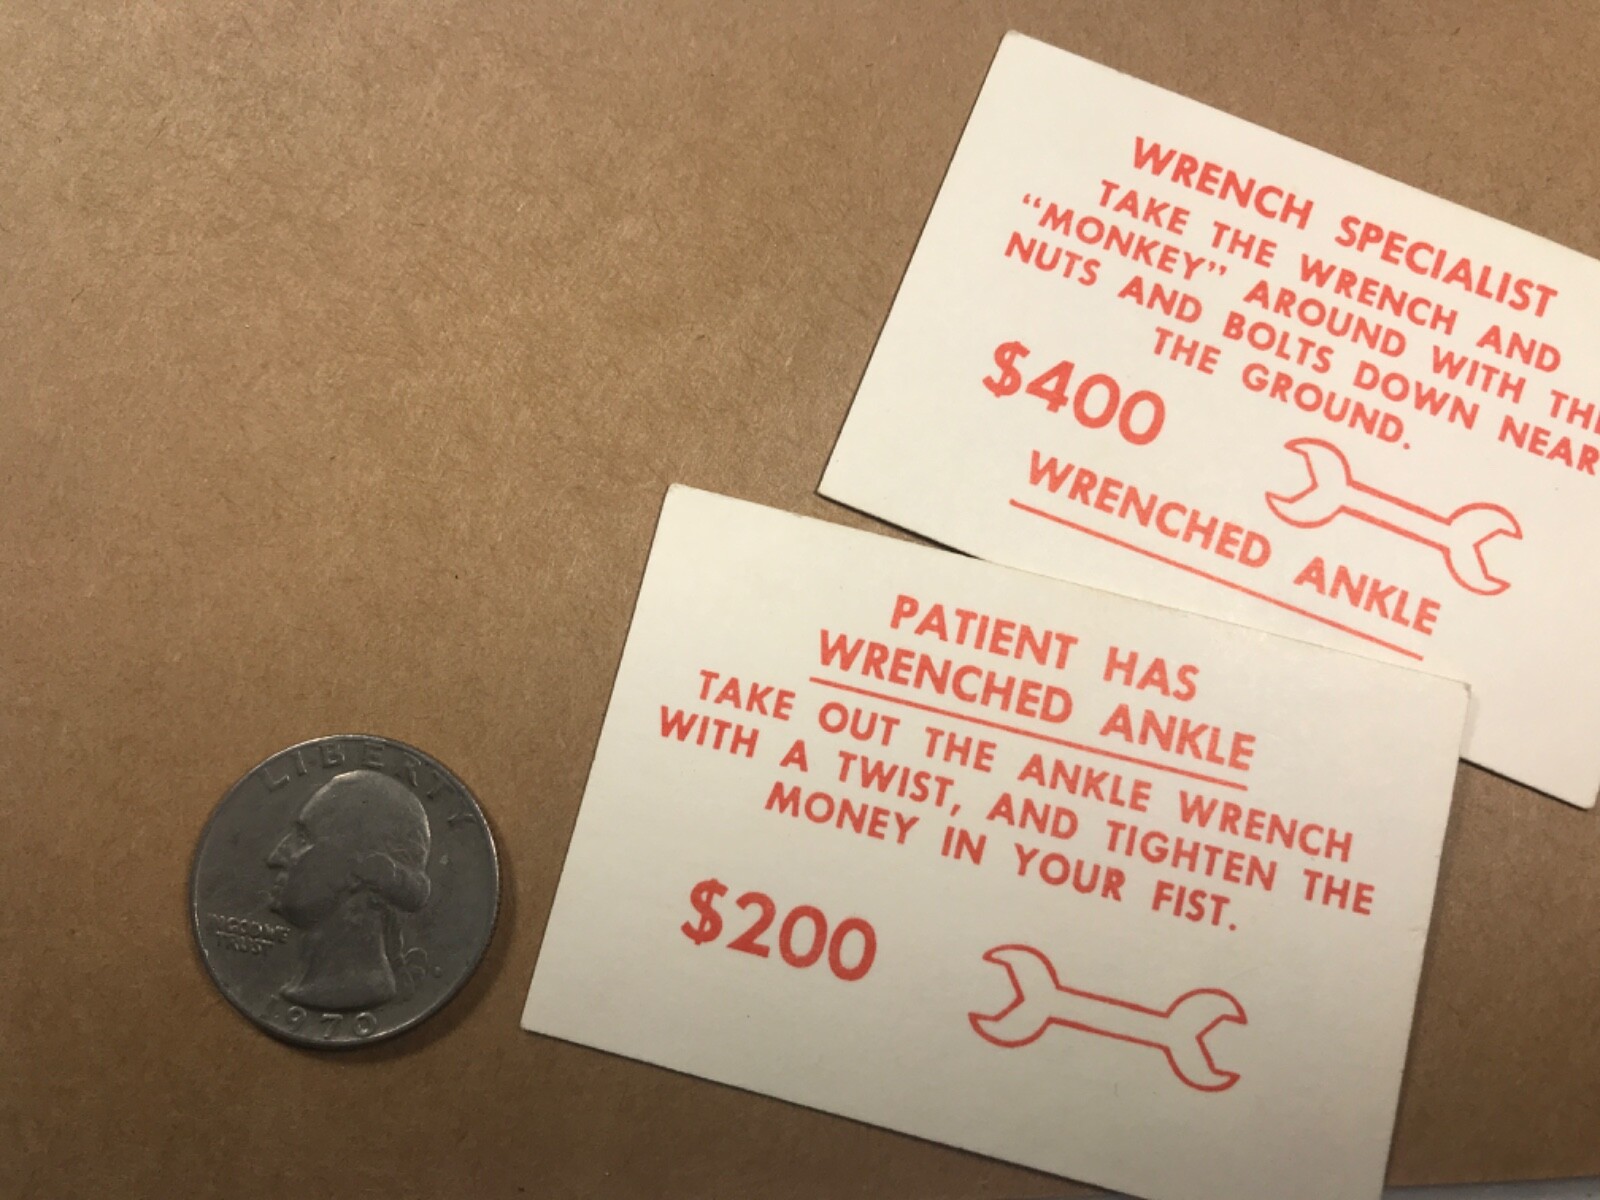 WRENCH SPECIALIST
TAKE THE WRENCH AND
"MONKEY" AROUND WITH THE
NUTS AND BOLTS DOWN NEAR
THE GROUND.
$400
WRENCHED ANKLE
PATIENT HAS
WRENCHED ANKLE
TAKE OUT THE ANKLE WRENCH
WITH A TWIST, AND TIGHTEN THE
MONEY IN YOUR FIST.
$200
LIBERTY
IN GOD WE
TRUST
1970